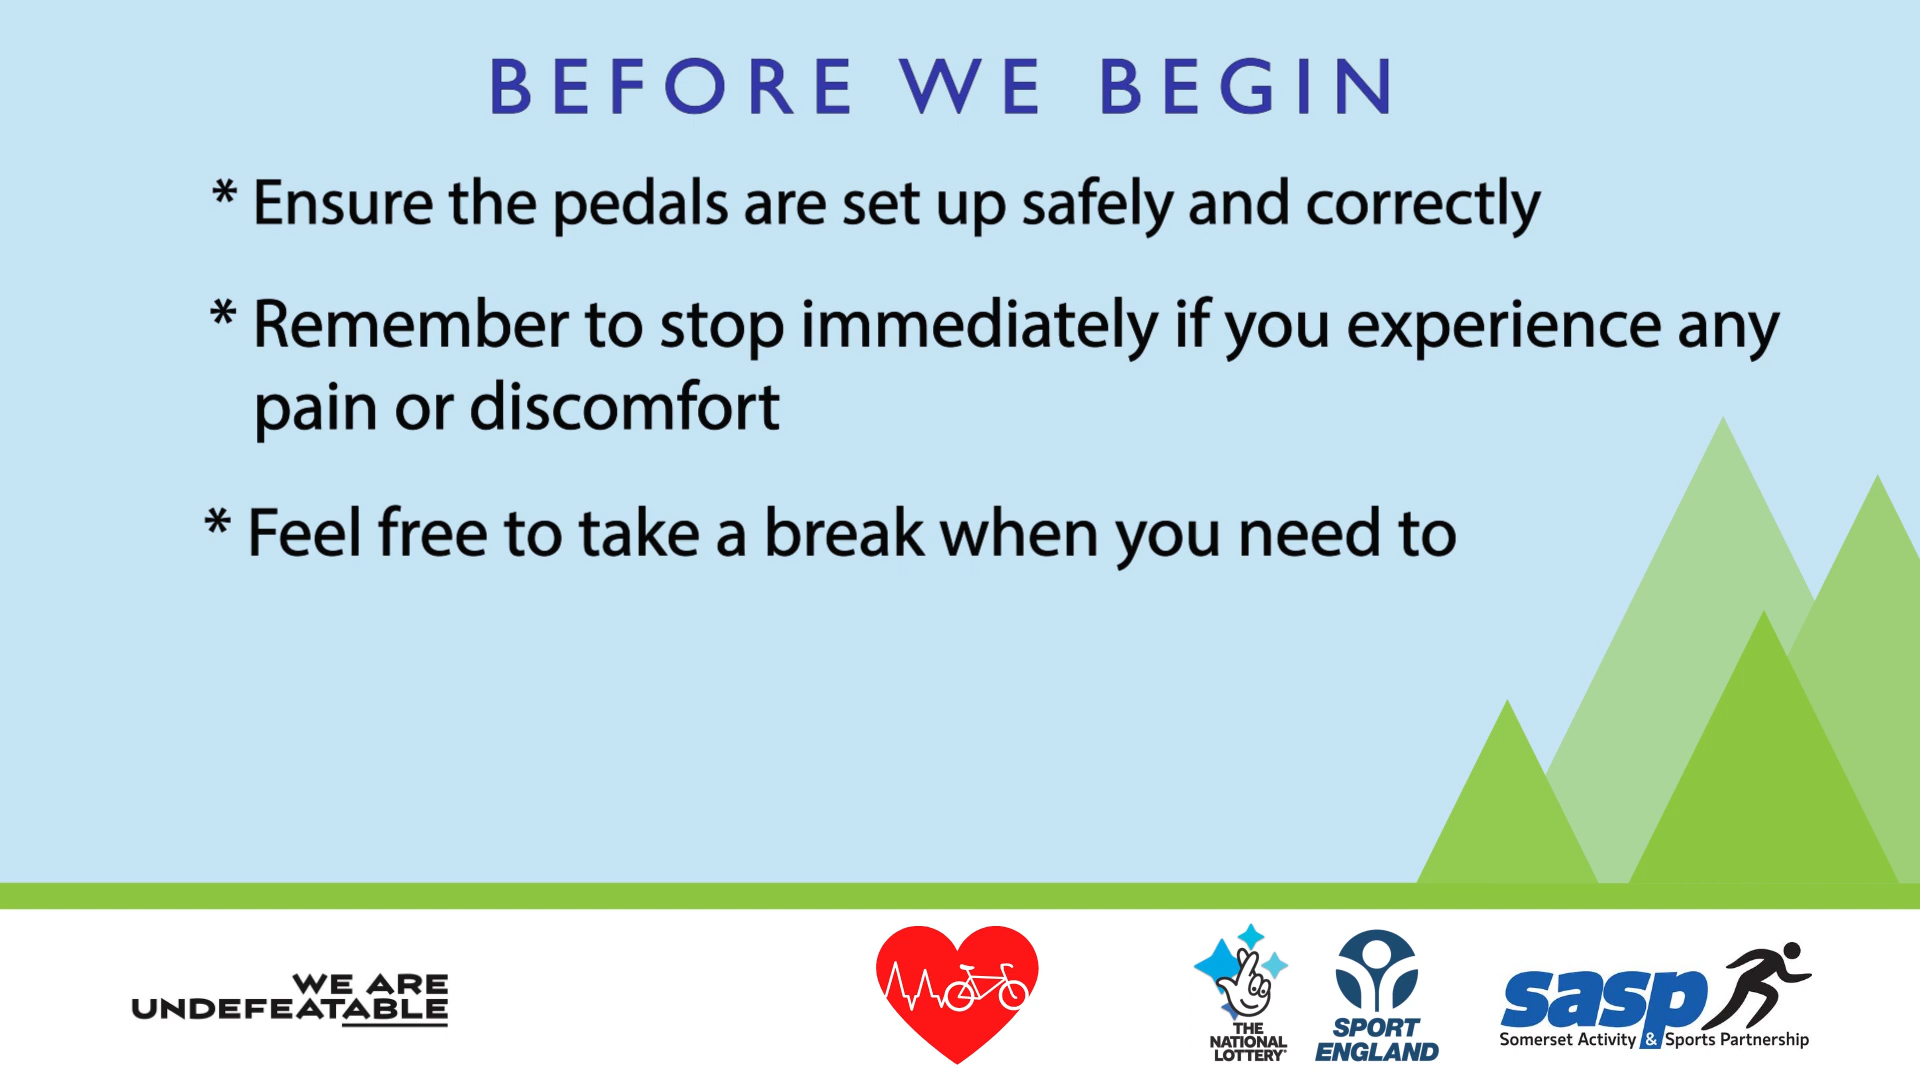 BEFORE WE BEGIN
* Ensure the pedals are set up safely and correctly
* Remember to stop immediately if you experience any
pain or discomfort
* Feel free to take a break when you need to
WE ARE
UNDEFEATABLE
THE
NATIONAL
LOTTERY®
SPORT
ENGLAND
sasp
Somerset Activity & Sports Partnership